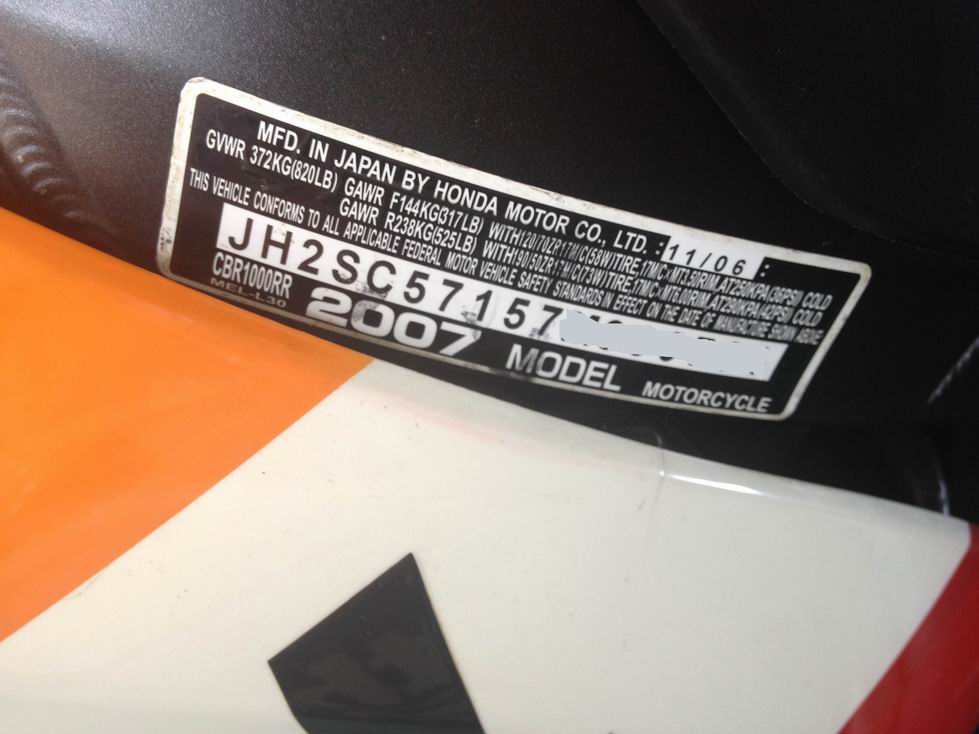 MFD. IN JAPAN BY HONDA MOTOR CO., LTD. : 11/06 :
GVWR 372KG(820LB) GAWR F144KG(317LB) WITH120/70ZR17M/C(58W)TIRE,17M/C×MT3.50RIM,AT250KPA(36PSI) COLD
GAWR R238KG(525LB) WITH190/50ZR17M/C(73W)TIRE,17M/C×MT6.00RIM,AT290KPA(42PSI) COLD
THIS VEHICLE CONFORMS TO ALL APPLICABLE FEDERAL MOTOR VEHICLE SAFETY STANDARDS IN EFFECT ON THE DATE OF MANUFACTURE SHOWN ABOVE
JH2SC57157
CBR1000RR
MEL-L30
2007 MODEL MOTORCYCLE